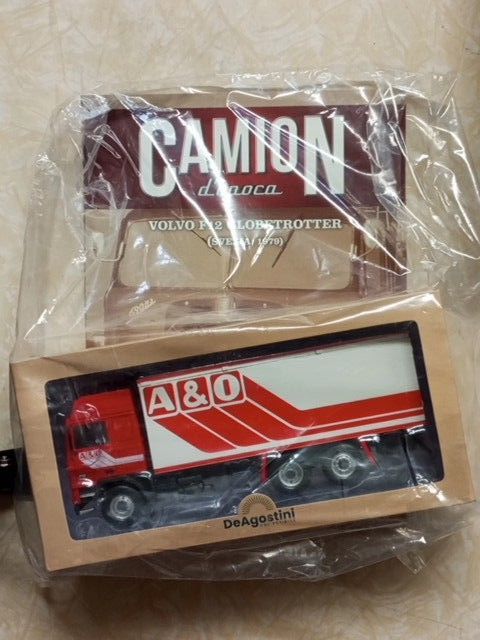 CAMION
d'epoca
VOLVO F12 GLOBETROTTER
(SVEZIA/1979)
A&O
A&O
DeAgostini